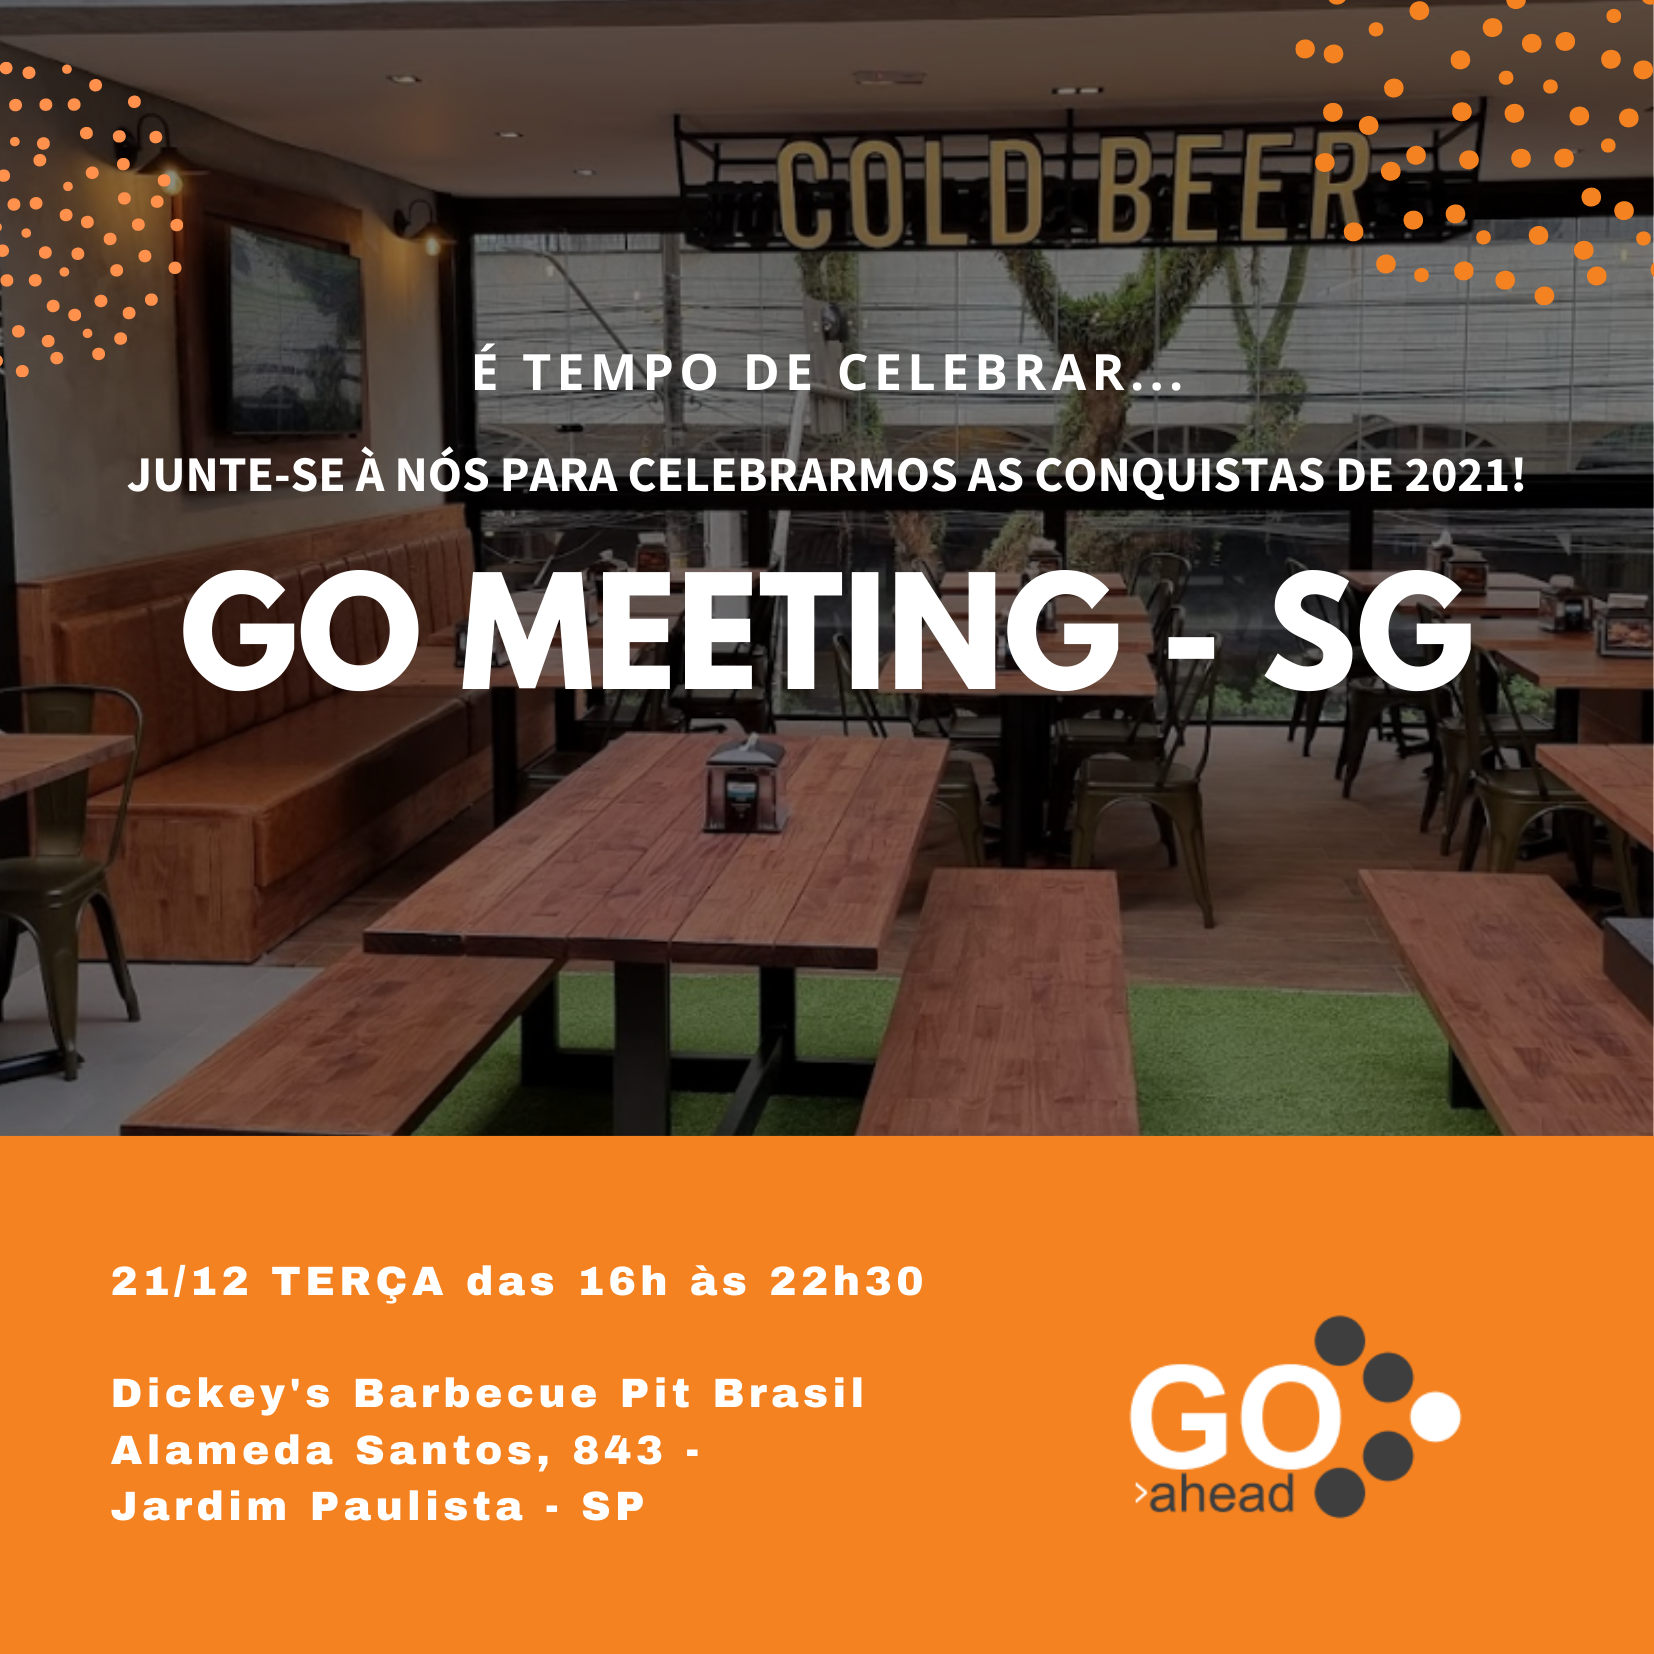 COLD BEER
É TEMPO DE CELEBRAR...
JUNTE-SE À NÓS PARA CELEBRARMOS AS CONQUISTAS DE 2021!
GO MEETING - SG
21/12 TERÇA das 16h às 22h30
Dickey's Barbecue Pit Brasil
Alameda Santos, 843 -
Jardim Paulista - SP
GO
>ahead